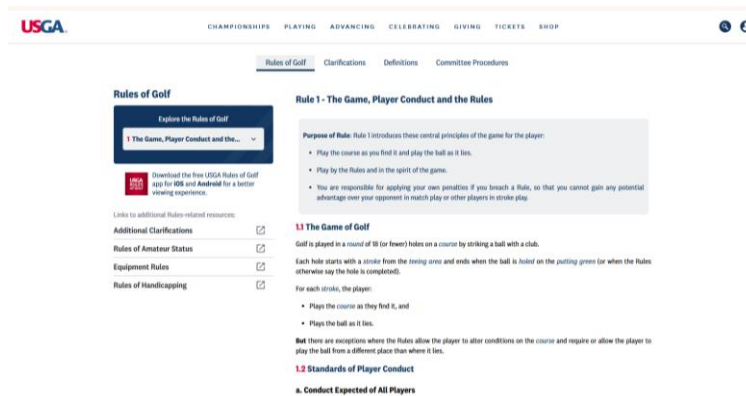 USGA
CHAMPIONSHIPS PLAYING ADVANCING CELEBRATING GIVING TICKETS SHOP
Rules of Golf Clarifications Definitions Committee Procedures
Rules of Golf
Explore the Rules of Golf
1 The Game, Player Conduct and the...
Download the free USGA Rules of Golf
app for iOS and Android for a better
viewing experience.
Links to additional Rules-related resources:
Additional Clarifications
Rules of Amateur Status
Equipment Rules
Rules of Handicapping
Rule 1 - The Game, Player Conduct and the Rules
Purpose of Rule: Rule 1 introduces these central principles of the game for the player:
• Play the course as you find it and play the ball as it lies.
• Play by the Rules and in the spirit of the game.
• You are responsible for applying your own penalties if you breach a Rule, so that you cannot gain any potential
advantage over your opponent in match play or other players in stroke play.
1.1 The Game of Golf
Golf is played in a round of 18 (or fewer) holes on a course by striking a ball with a club.
Each hole starts with a stroke from the teeing area and ends when the ball is holed on the putting green (or when the Rules
otherwise say the hole is completed).
For each stroke, the player:
• Plays the course as they find it, and
• Plays the ball as it lies.
But there are exceptions where the Rules allow the player to alter conditions on the course and require or allow the player to
play the ball from a different place than where it lies.
1.2 Standards of Player Conduct
a. Conduct Expected of All Players